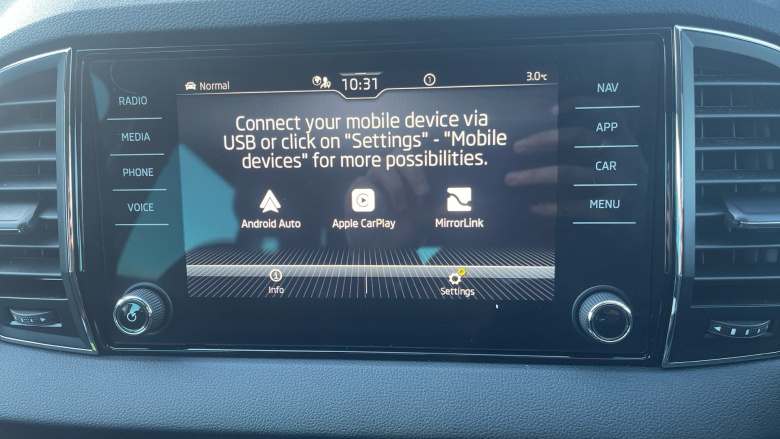 Normal
10:31
3.0°C
RADIO
MEDIA
PHONE
VOICE
Connect your mobile device via
USB or click on "Settings" - "Mobile
devices" for more possibilities.
Android Auto
Apple CarPlay
MirrorLink
Info
Settings
NAV
APP
CAR
MENU